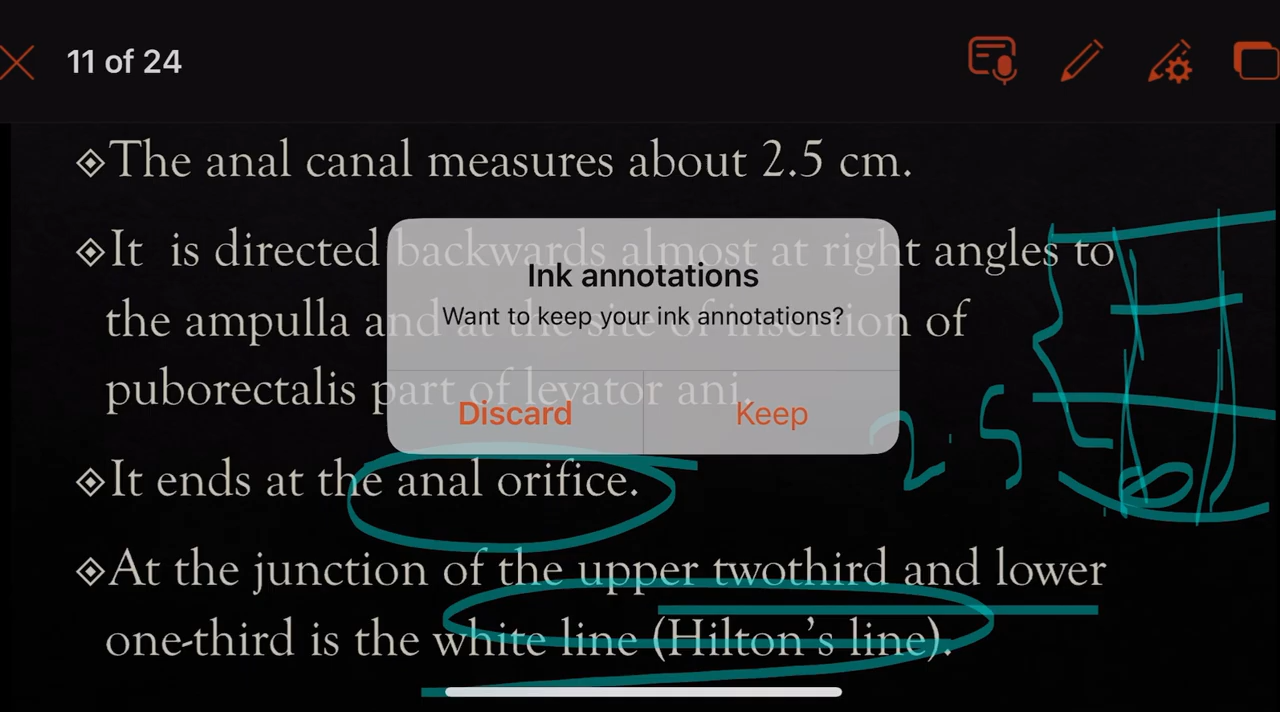 11 of 24
The anal canal measures about 2.5 cm.
It is directed backwards almost at right angles to
the ampulla and at the site of insertion of
puborectalis part of levator ani.
Ink annotations
Want to keep your ink annotations?
Discard
Keep
2.5
It ends at the anal orifice.
At the junction of the upper twothird and lower
one-third is the white line (Hilton's line).